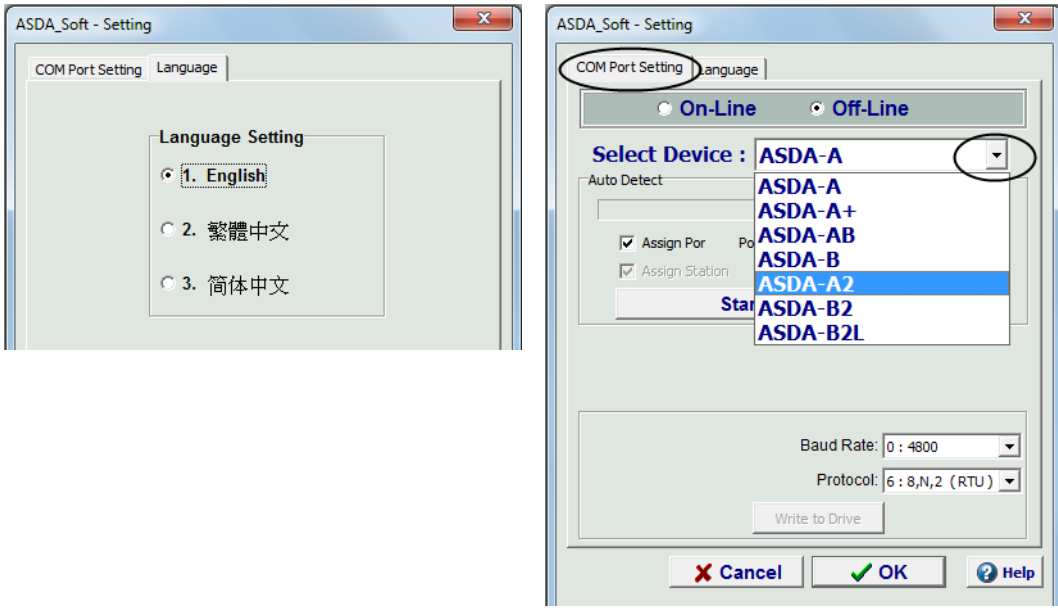 ASDA_Soft - Setting
COM Port Setting Language
Language Setting
1. English
2. 繁體中文
3. 简体中文
ASDA_Soft - Setting
COM Port Setting Language
On-Line Off-Line
Select Device : ASDA-A
Auto Detect
ASDA-A
ASDA-A+
ASDA-AB
Assign Por Po
ASDA-B
Assign Station
ASDA-A2
Star
ASDA-B2
ASDA-B2L
Baud Rate: 0 : 4800
Protocol: 6 : 8,N,2 (RTU)
Write to Drive
Cancel OK Help